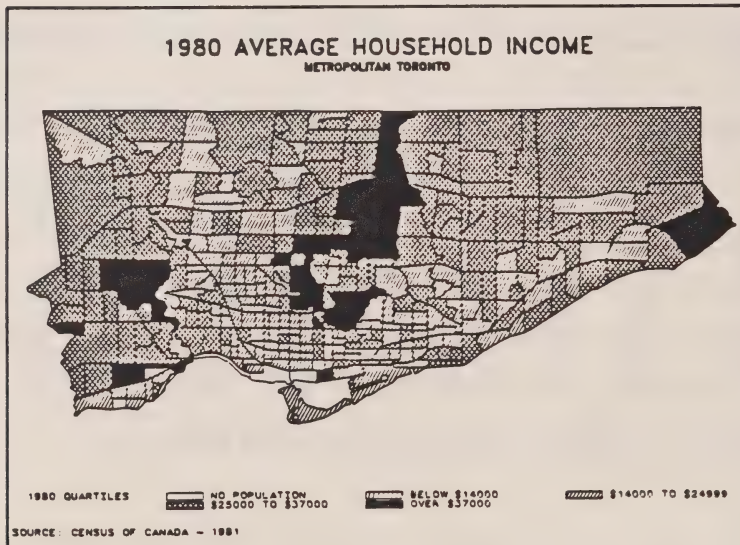 1980 AVERAGE HOUSEHOLD INCOME
METROPOLITAN TORONTO
1980 QUARTILES
NO POPULATION
BELOW $14000
$14000 TO $24999
$25000 TO $37000
OVER $37000
SOURCE: CENSUS OF CANADA - 1981